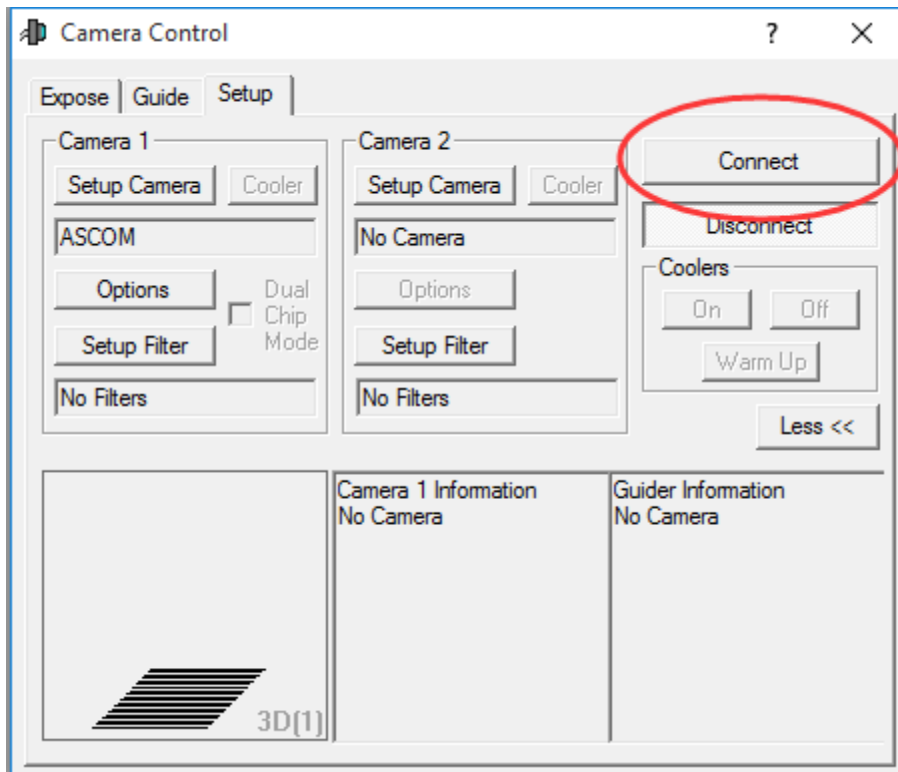 Camera Control
?
Expose
Guide
Setup
Camera 1
Setup Camera
Cooler
ASCOM
Options
Dual
Chip
Mode
Setup Filter
No Filters
Camera 2
Setup Camera
Cooler
No Camera
Options
Setup Filter
No Filters
Connect
Disconnect
Coolers
On
Off
Warm Up
Less <<
3D(1)
Camera 1 Information
No Camera
Guider Information
No Camera